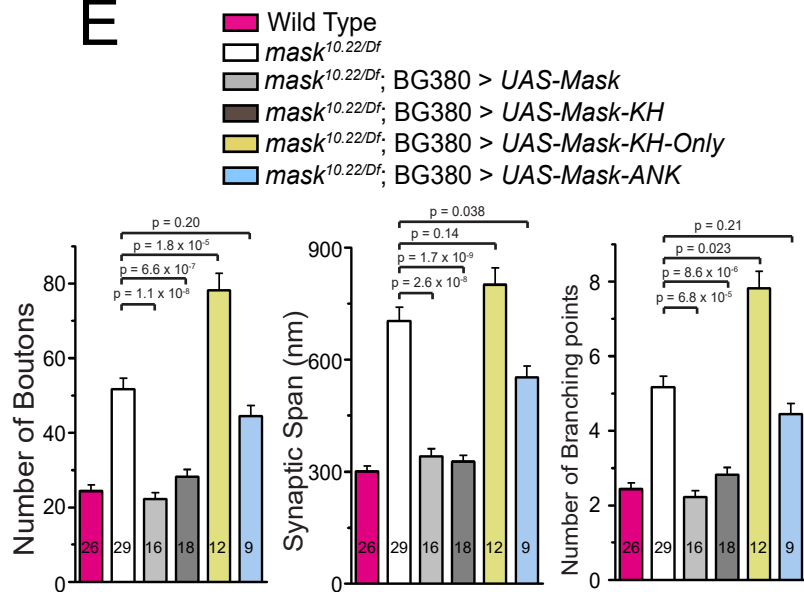 E
Wild Type
mask10.22/Df
mask10.22/Df; BG380 > UAS-Mask
mask10.22/Df; BG380 > UAS-Mask-KH
mask10.22/Df; BG380 > UAS-Mask-KH-Only
mask10.22/Df; BG380 > UAS-Mask-ANK
Number of Boutons
80
60
40
20
0
p = 0.20
p = 1.8 x 10-5
p = 6.6 x 10-7
p = 1.1 x 10-8
26 29 16 18 12 9
Synaptic Span (nm)
900
600
300
0
p = 0.038
p = 0.14
p = 1.7 x 10-9
p = 2.6 x 10-8
26 29 16 18 12 9
Number of Branching points
8
6
4
2
0
p = 0.21
p = 0.023
p = 8.6 x 10-6
p = 6.8 x 10-5
26 29 16 18 12 9